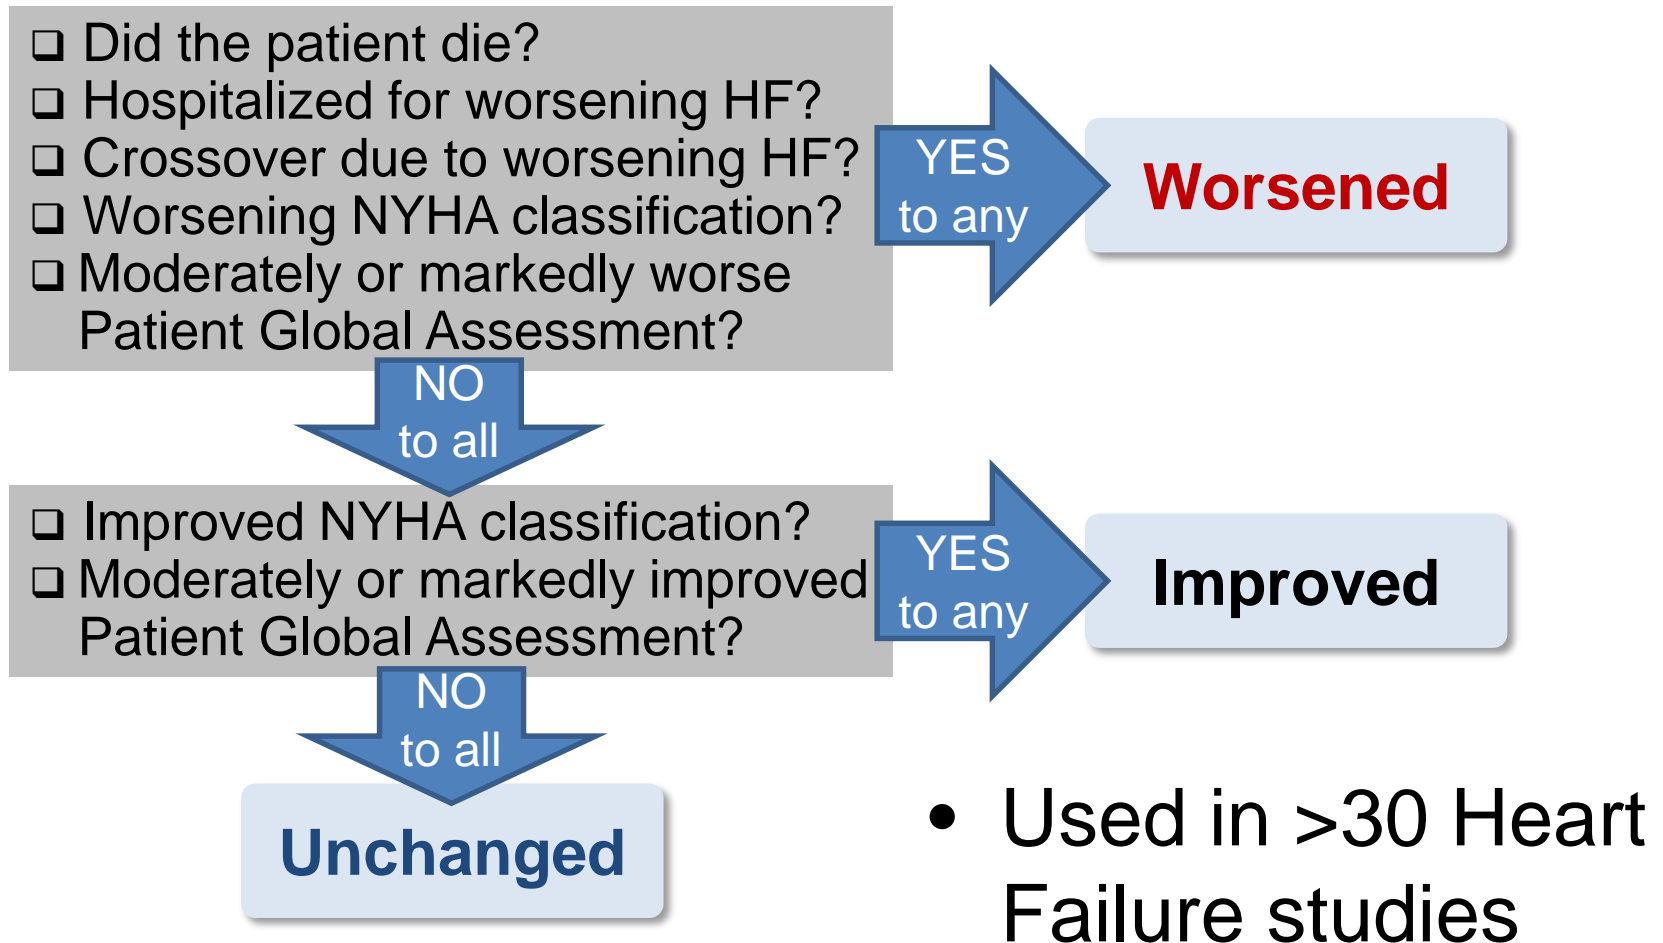 ❑ Did the patient die?
❑ Hospitalized for worsening HF?
❑ Crossover due to worsening HF?
❑ Worsening NYHA classification?
❑ Moderately or markedly worse
Patient Global Assessment?
YES
to any
Worsened
NO
to all
❑ Improved NYHA classification?
❑ Moderately or markedly improved
Patient Global Assessment?
YES
to any
Improved
NO
to all
Unchanged
• Used in >30 Heart
Failure studies